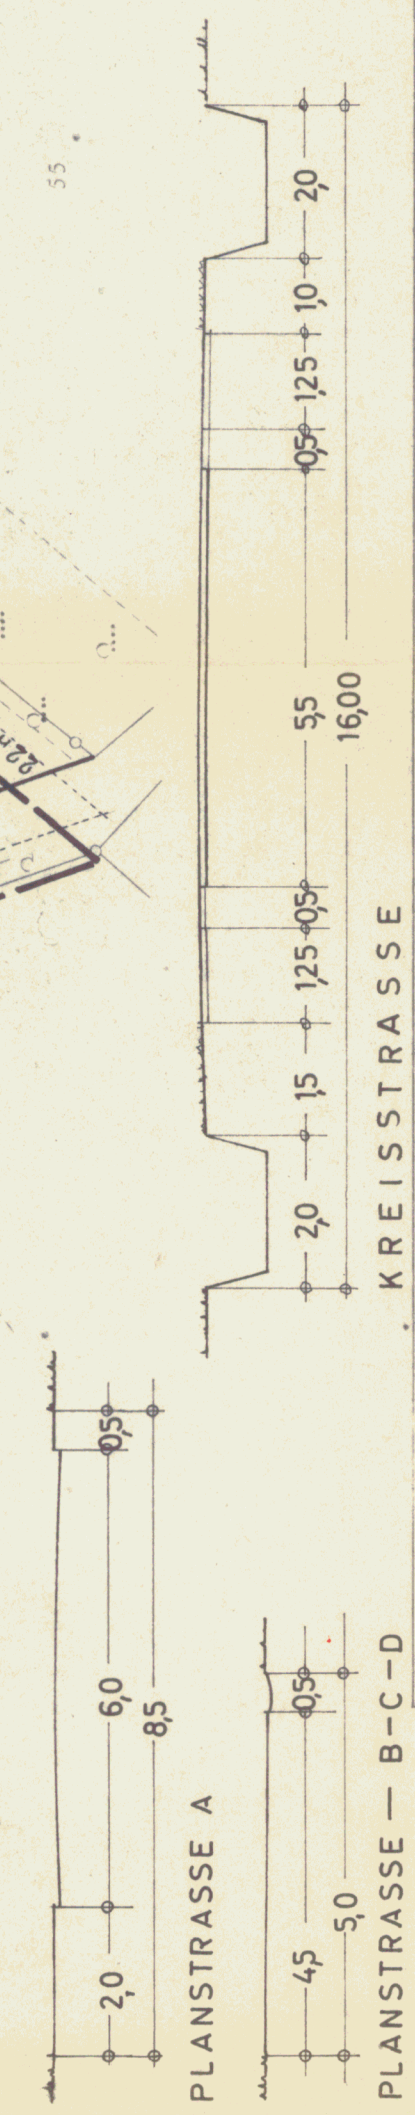 55
22m
2,0 6,0 0,5
8,5
PLANSTRASSE A
4,5 0,5
5,0
PLANSTRASSE — B-C-D
2,0 1,5 1,25 0,5 5,5 0,5 1,25 1,0 2,0
16,00
KREISSTRASSE